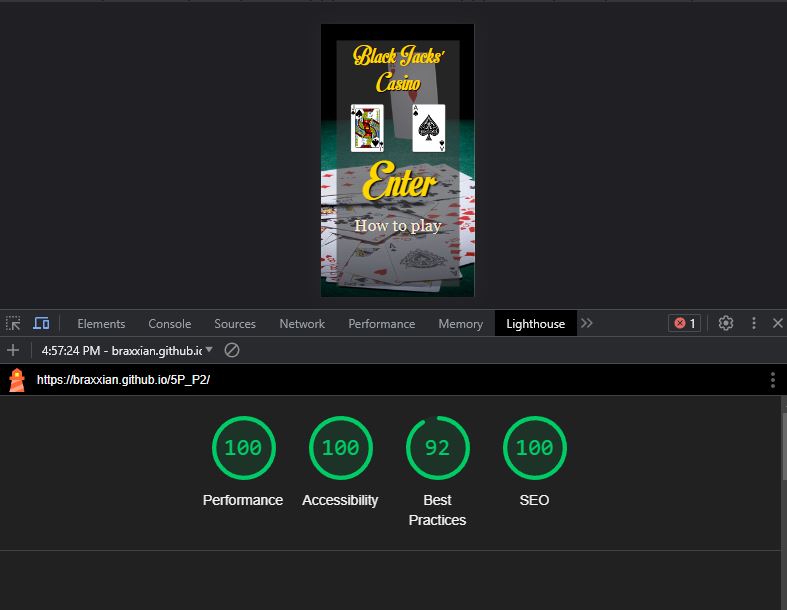 Black Jacks'
Casino
Enter
How to play
Elements Console Sources Network Performance Memory Lighthouse 1
4:57:24 PM - braxxian.github.ic
https://braxxian.github.io/5P_P2/
100 100 92 100
Performance Accessibility Best Practices SEO